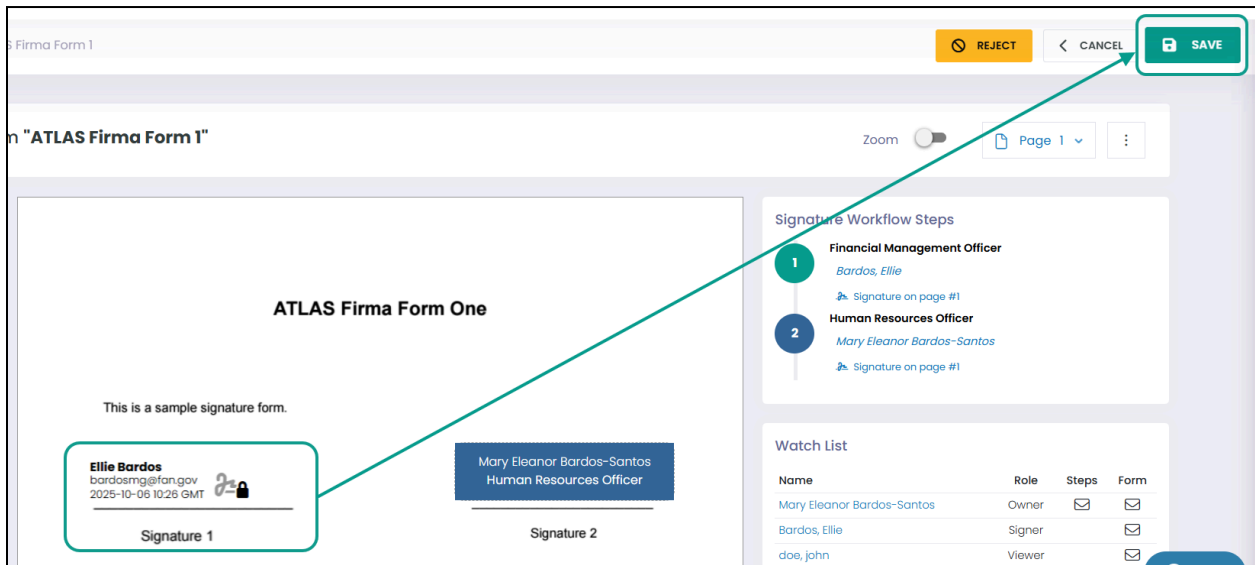 Firma Form 1
REJECT
CANCEL
SAVE
"ATLAS Firma Form 1"
Zoom
Page 1
ATLAS Firma Form One
This is a sample signature form.
Ellie Bardos
bardosmg@fan.gov
2025-10-06 10:26 GMT
Signature 1
Mary Eleanor Bardos-Santos
Human Resources Officer
Signature 2
Signature Workflow Steps
1
Financial Management Officer
Bardos, Ellie
Signature on page #1
2
Human Resources Officer
Mary Eleanor Bardos-Santos
Signature on page #1
Watch List
Name Role Steps Form
Mary Eleanor Bardos-Santos Owner
Bardos, Ellie Signer
doe, john Viewer